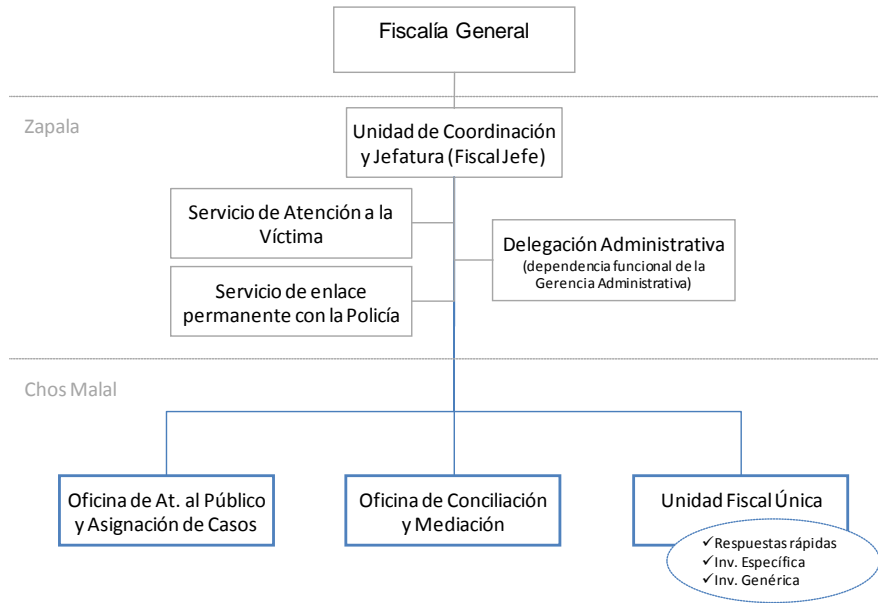 Fiscalía General
Zapala
Unidad de Coordinación
y Jefatura (Fiscal Jefe)
Servicio de Atención a la
Víctima
Delegación Administrativa
(dependencia funcional de la
Gerencia Administrativa)
Servicio de enlace
permanente con la Policía
Chos Malal
Oficina de At. al Público
y Asignación de Casos
Oficina de Conciliación
y Mediación
Unidad Fiscal Única
✓Respuestas rápidas
✓Inv. Específica
✓Inv. Genérica